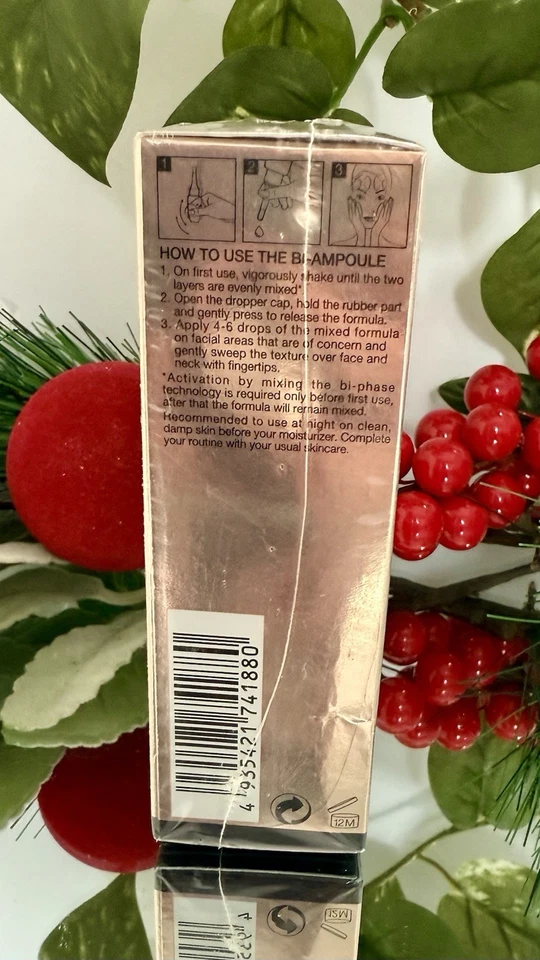 1 2 3
HOW TO USE THE BI-AMPOULE
1. On first use, vigorously shake until the two
layers are evenly mixed*
2. Open the dropper cap, hold the rubber part
and gently press to release the formula.
3. Apply 4-6 drops of the mixed formula
on facial areas that are of concern and
gently sweep the texture over face and
neck with fingertips.
*Activation by mixing the bi-phase
technology is required only before first use,
after that the formula will remain mixed.
Recommended to use at night on clean,
damp skin before your moisturizer. Complete
your routine with your usual skincare.
4 935421 741880
12M